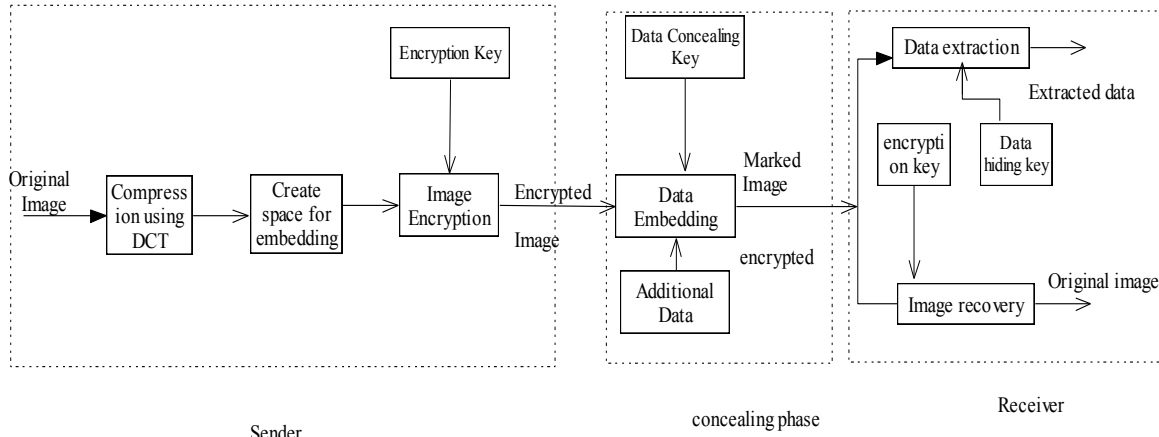 Encryption Key
Data Concealing
Key
Data extraction
Extracted data
encrypti
on key
Data
hiding key
Original
Image
Compress
ion using
DCT
Create
space for
embedding
Image
Encryption
Encrypted
Image
Data
Embedding
Marked
Image
encrypted
Additional
Data
Image recovery
Original image
Sender
concealing phase
Receiver